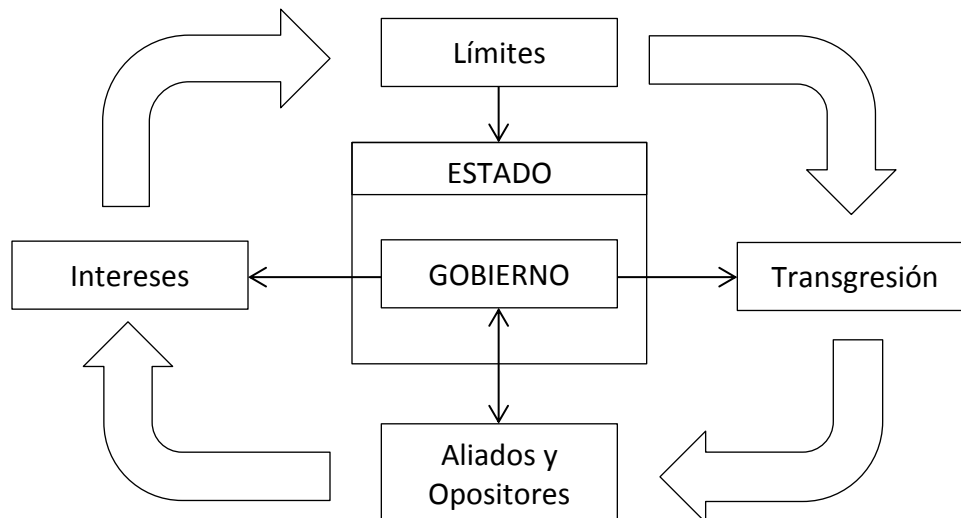 Límites
ESTADO
Intereses
GOBIERNO
Transgresión
Aliados y
Opositores